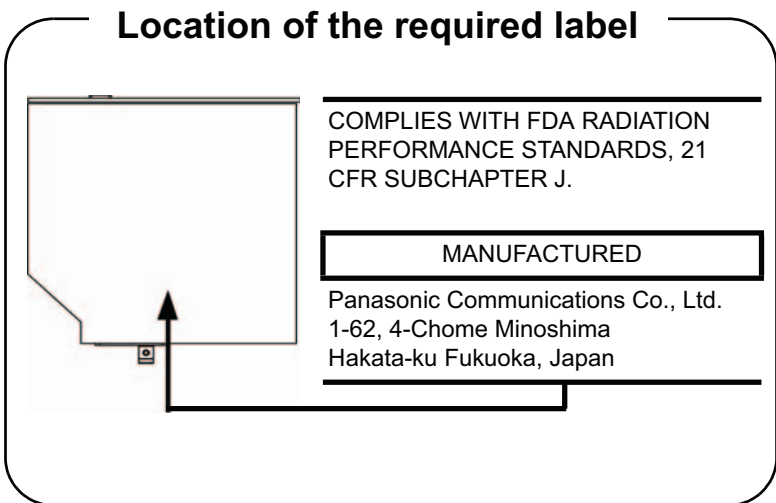 Location of the required label
COMPLIES WITH FDA RADIATION
PERFORMANCE STANDARDS, 21
CFR SUBCHAPTER J.
MANUFACTURED
Panasonic Communications Co., Ltd.
1-62, 4-Chome Minoshima
Hakata-ku Fukuoka, Japan